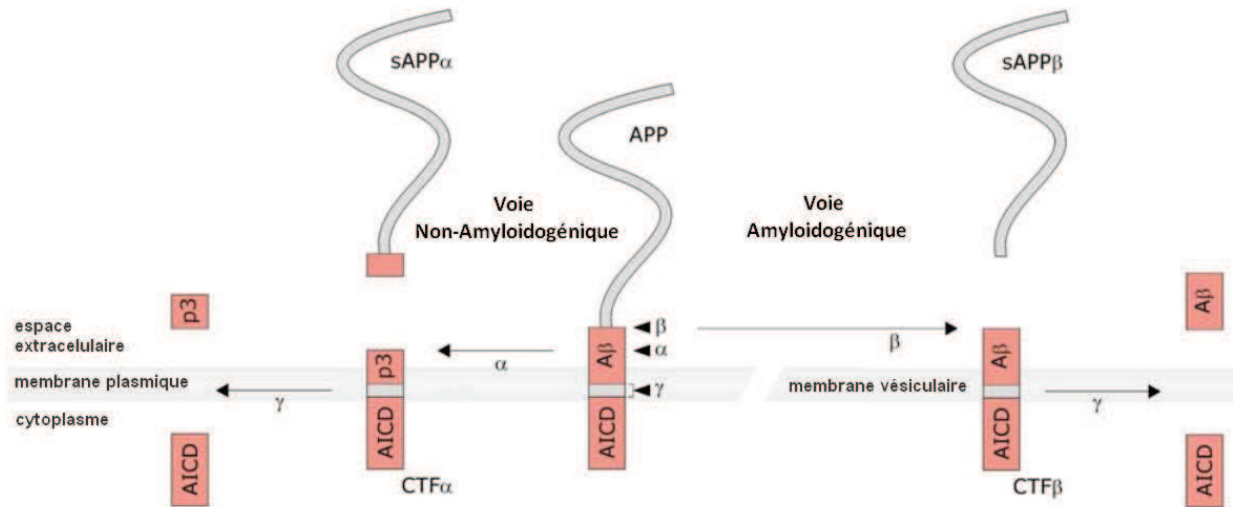 sAPPα
sAPPβ
APP
Voie
Non-Amyloidogénique
Voie
Amyloidogénique
p3
Aβ
espace
extracelulaire
β
α
γ
p3
α
Aβ
β
Aβ
membrane plasmique
membrane vésiculaire
γ
γ
cytoplasme
AICD
AICD
AICD
AICD
AICD
CTFα
CTFβ